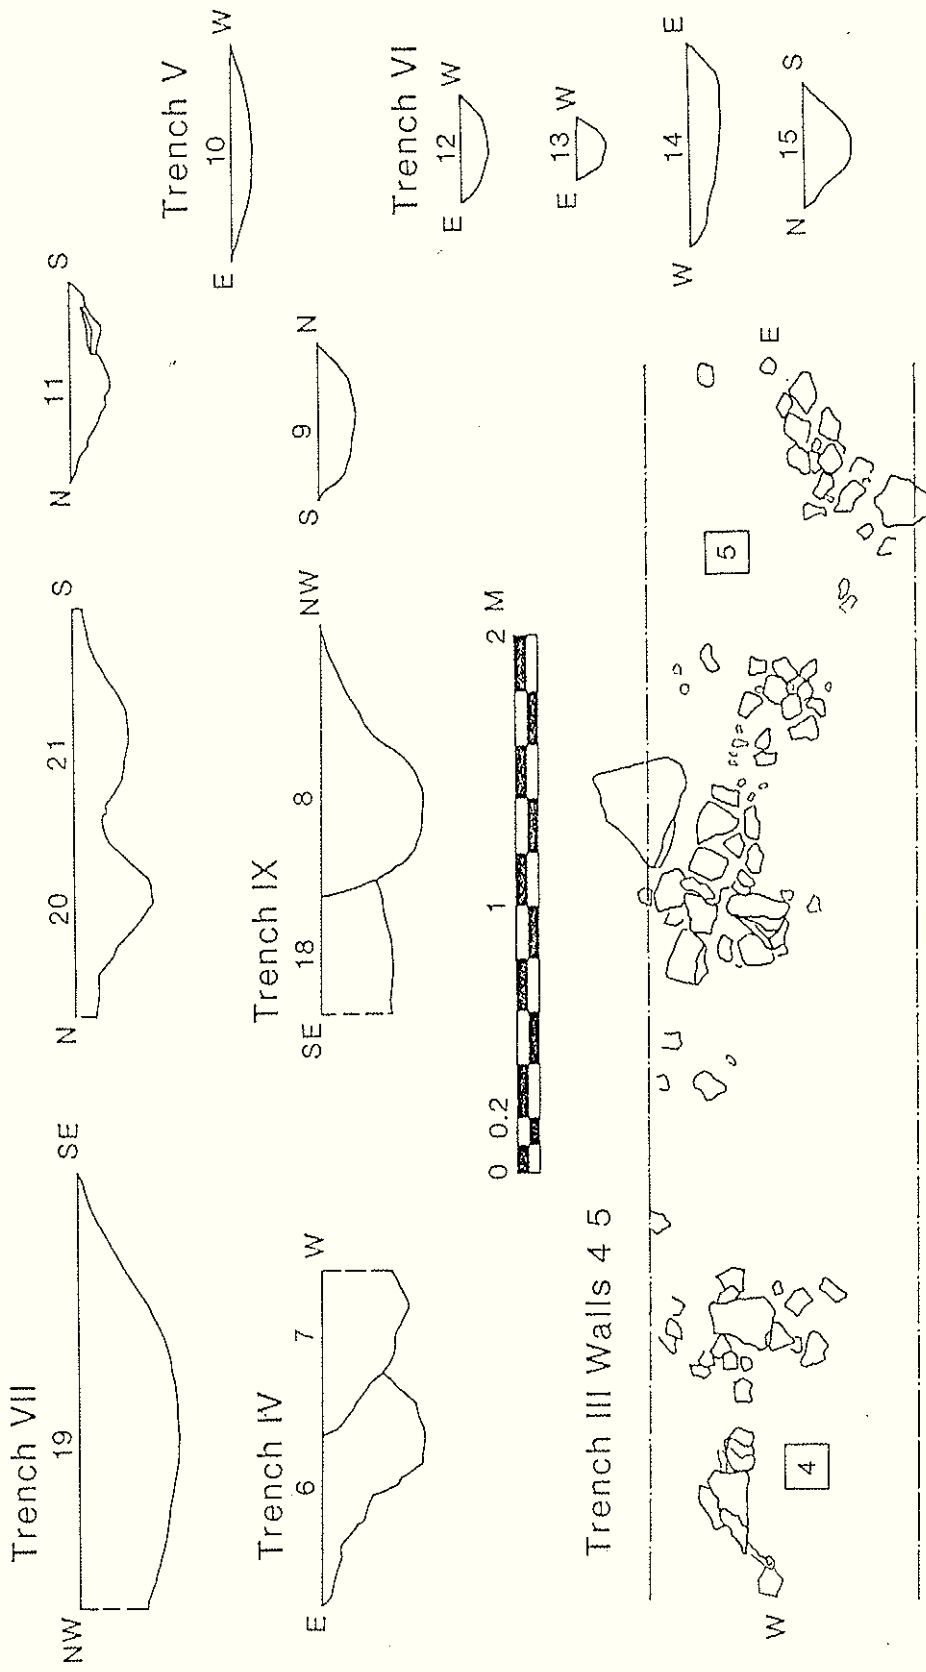 Trench VII
19
NW SE
20 21
N S
11
N S
Trench V
10
E W
Trench IV
6 7
E W
Trench IX
18 8
SE NW
9
S N
Trench VI
12
E W
13
E W
14
W E
15
N S
0 0.2 1 2 M
Trench III Walls 4 5
W E
4
5